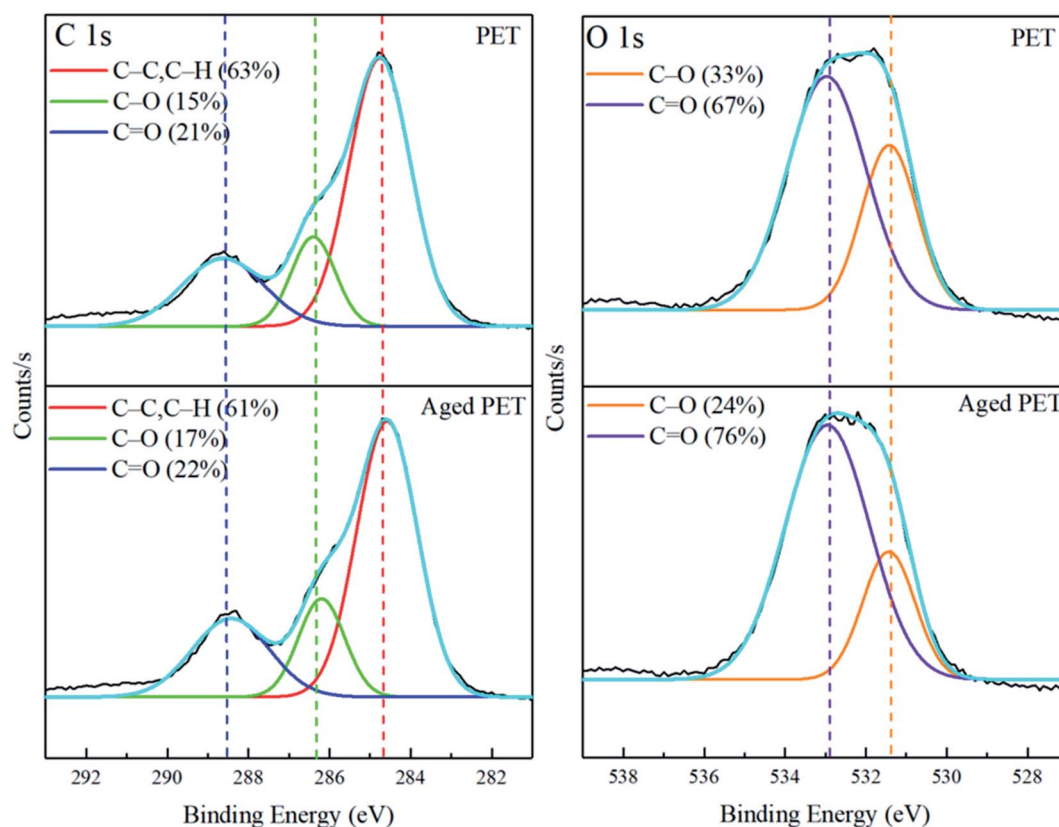 C 1s
PET
C–C,C–H (63%)
C–O (15%)
C=O (21%)
Aged PET
C–C,C–H (61%)
C–O (17%)
C=O (22%)
Counts/s
292 290 288 286 284 282
Binding Energy (eV)
O 1s
PET
C–O (33%)
C=O (67%)
Aged PET
C–O (24%)
C=O (76%)
Counts/s
538 536 534 532 530 528
Binding Energy (eV)